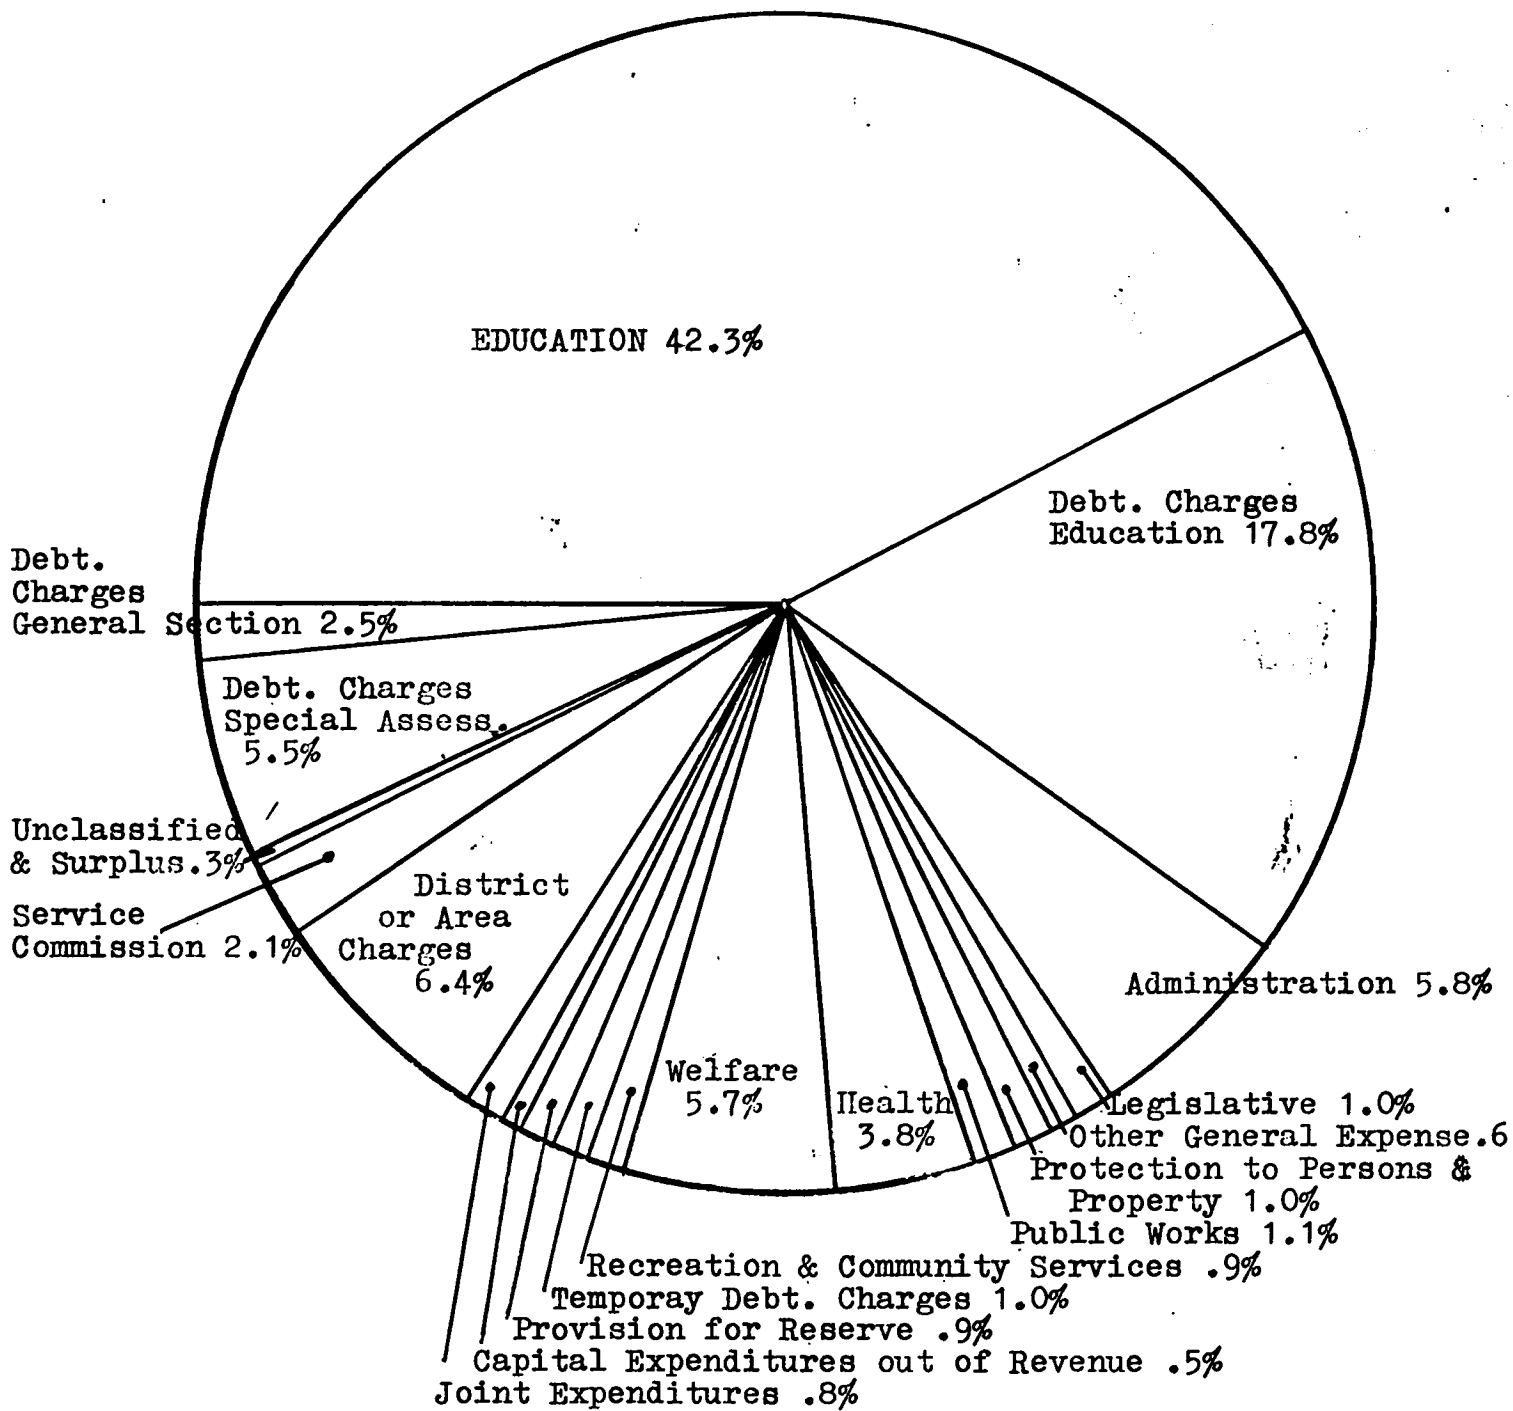 EDUCATION 42.3%
Debt. Charges
Education 17.8%
Debt.
Charges
General Section 2.5%
Debt. Charges
Special Assess.
5.5%
Unclassified
& Surplus.3%
Service
Commission 2.1%
District
or Area
Charges
6.4%
Administration 5.8%
Welfare
5.7%
Health
3.8%
Legislative 1.0%
Other General Expense.6
Protection to Persons &
Property 1.0%
Public Works 1.1%
Recreation & Community Services .9%
Temporay Debt. Charges 1.0%
Provision for Reserve .9%
Capital Expenditures out of Revenue .5%
Joint Expenditures .8%